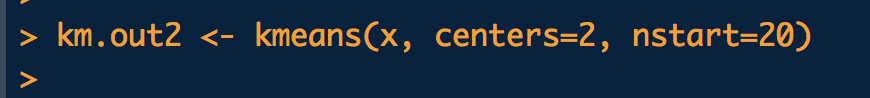 > km.out2 <- kmeans(x, centers=2, nstart=20)
>